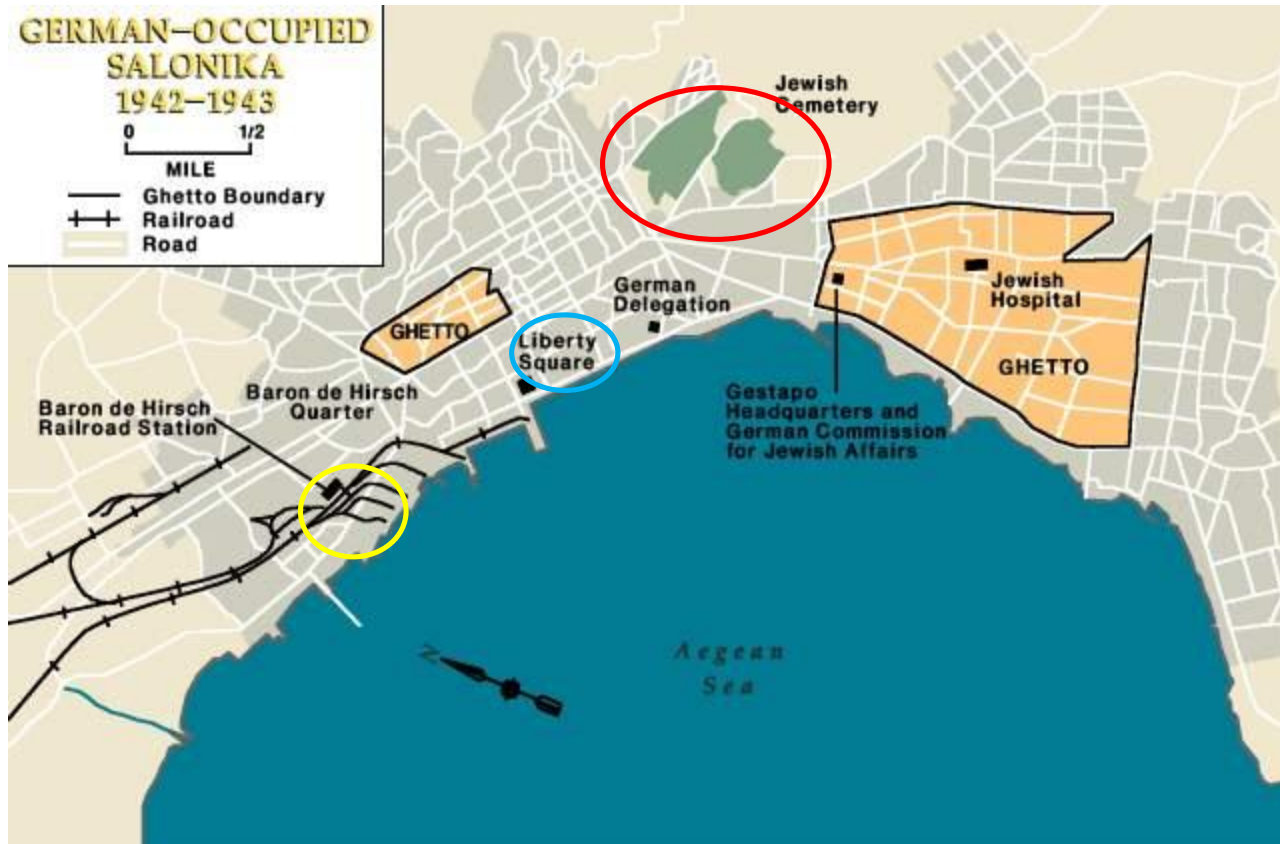 GERMAN–OCCUPIED
SALONIKA
1942–1943
0 1/2
MILE
Ghetto Boundary
Railroad
Road
Jewish
Cemetery
German
Delegation
Jewish
Hospital
GHETTO
Liberty
Square
GHETTO
Baron de Hirsch
Quarter
Baron de Hirsch
Railroad Station
Gestapo
Headquarters and
German Commission
for Jewish Affairs
Aegean
Sea
N